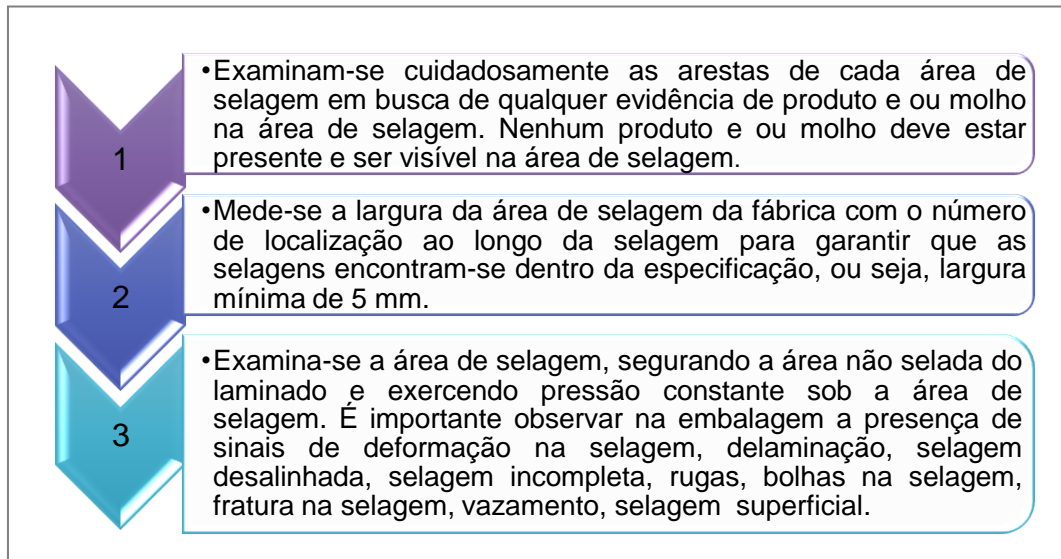 1
•Examinam-se cuidadosamente as arestas de cada área de
selagem em busca de qualquer evidência de produto e ou molho
na área de selagem. Nenhum produto e ou molho deve estar
presente e ser visível na área de selagem.
2
•Mede-se a largura da área de selagem da fábrica com o número
de localização ao longo da selagem para garantir que as
selagens encontram-se dentro da especificação, ou seja, largura
mínima de 5 mm.
3
•Examina-se a área de selagem, segurando a área não selada do
laminado e exercendo pressão constante sob a área de
selagem. É importante observar na embalagem a presença de
sinais de deformação na selagem, delaminação, selagem
desalinhada, selagem incompleta, rugas, bolhas na selagem,
fratura na selagem, vazamento, selagem superficial.